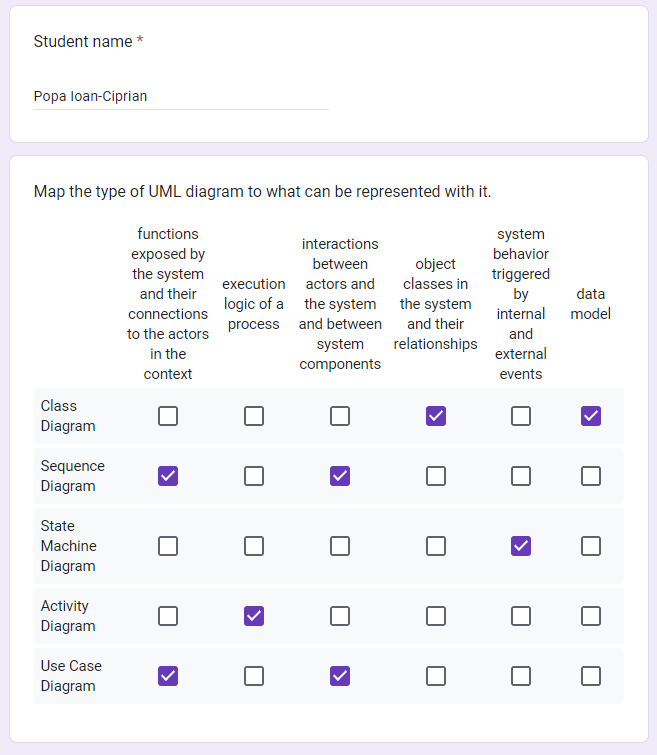 Student name *
Popa Ioan-Ciprian
Map the type of UML diagram to what can be represented with it.
functions
exposed by
the system
and their
connections
to the actors
in the
context
execution
logic of a
process
interactions
between
actors and
the system
and between
system
components
object
classes in
the system
and their
relationships
system
behavior
triggered
by
internal
and
external
events
data
model
Class
Diagram
Sequence
Diagram
State
Machine
Diagram
Activity
Diagram
Use Case
Diagram